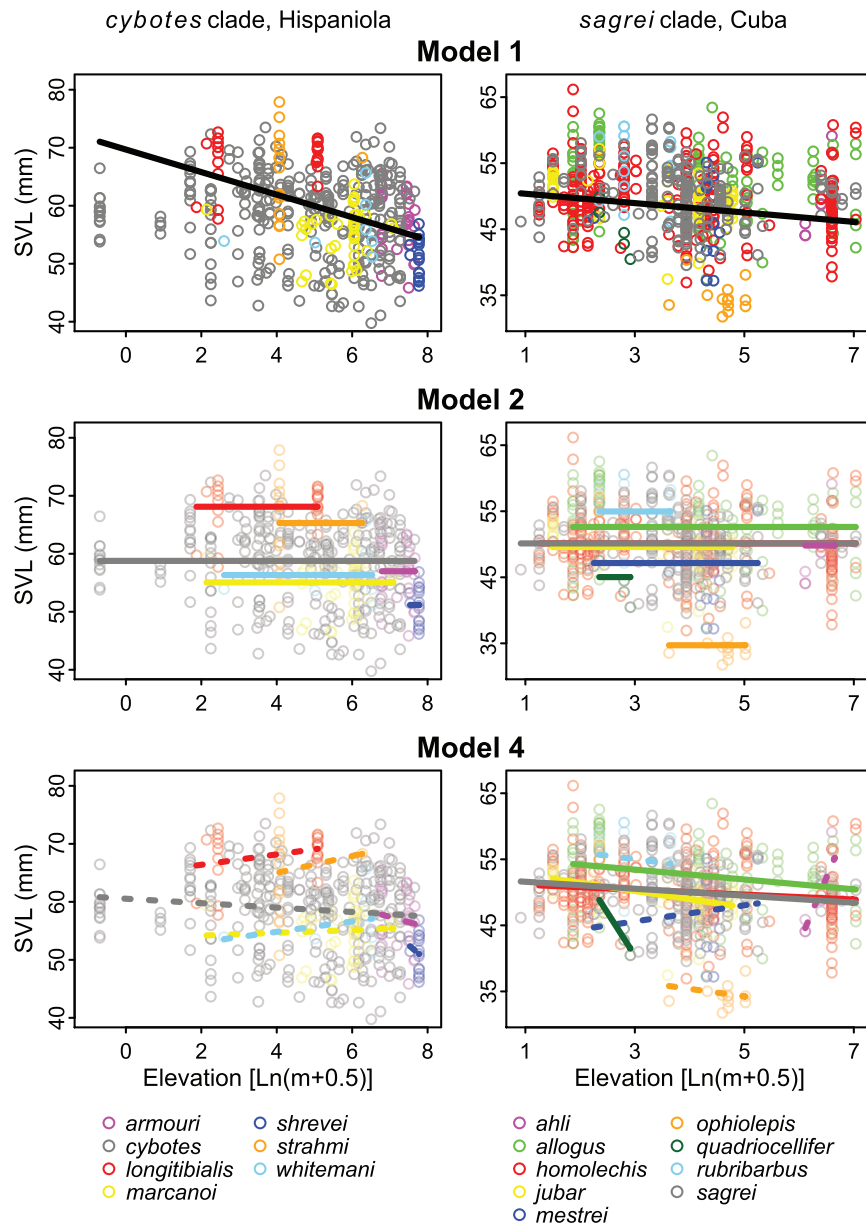 cybotes clade, Hispaniola
sagrei clade, Cuba
Model 1
SVL (mm)
80
70
60
50
40
0 2 4 6 8
65
55
45
35
1 3 5 7
Model 2
SVL (mm)
80
70
60
50
40
0 2 4 6 8
65
55
45
35
1 3 5 7
Model 4
SVL (mm)
80
70
60
50
40
0 2 4 6 8
Elevation [Ln(m+0.5)]
65
55
45
35
1 3 5 7
Elevation [Ln(m+0.5)]
armouri
cybotes
longitibialis
marcanoi
shrevei
strahmi
whitemani
ahli
allogus
homolechis
jubar
mestrei
ophiolepis
quadriocellifer
rubribarbus
sagrei